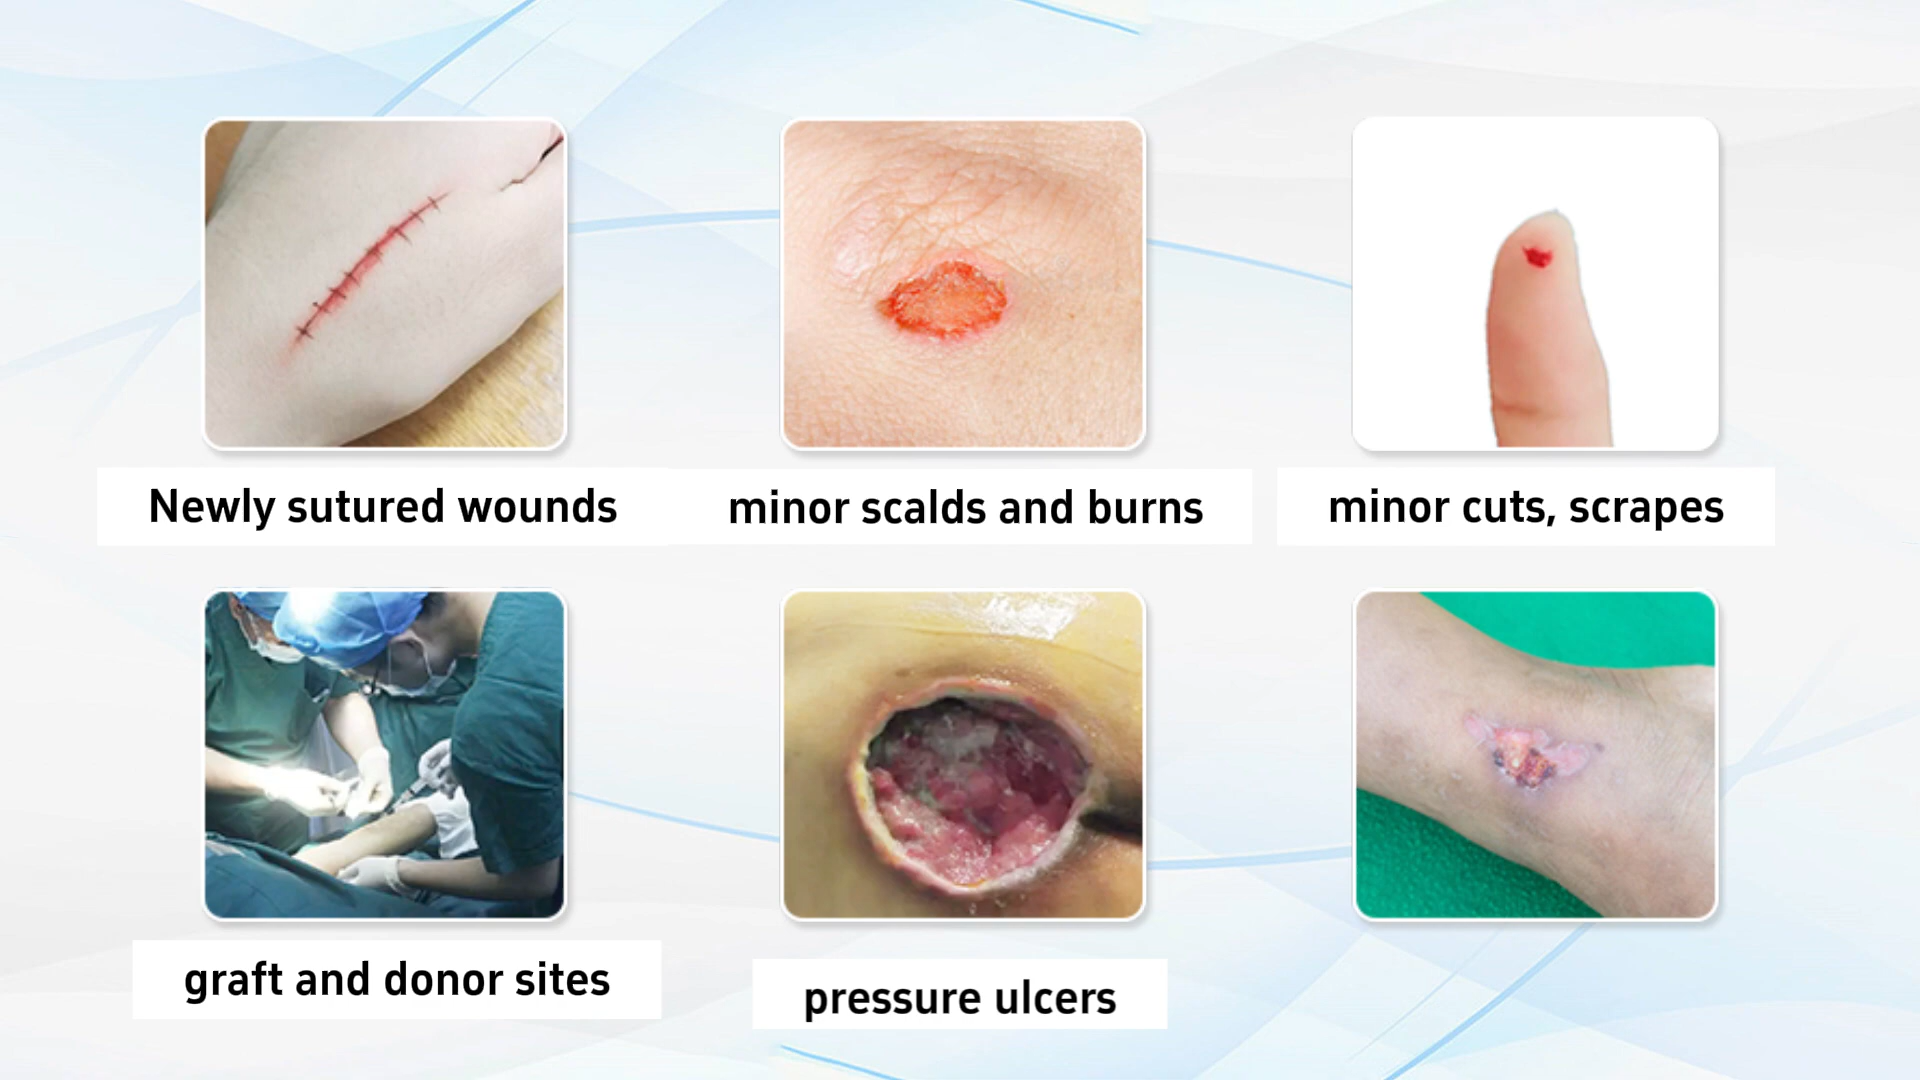 Newly sutured wounds
minor scalds and burns
minor cuts, scrapes
graft and donor sites
pressure ulcers